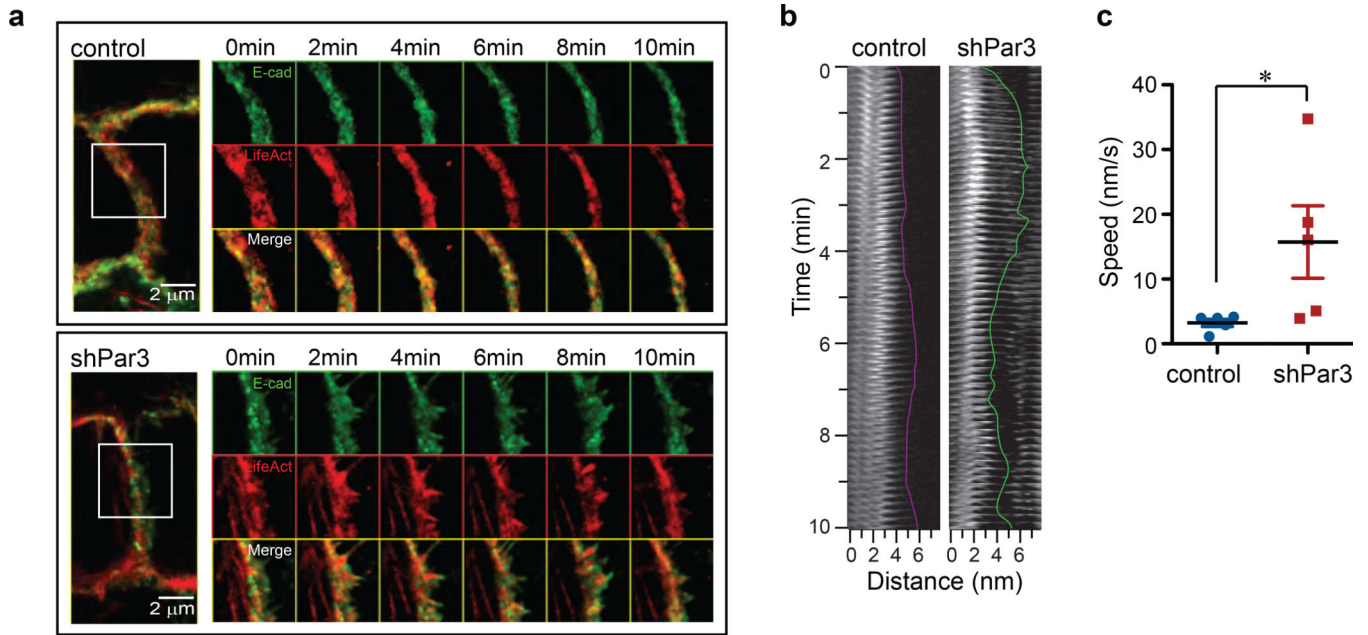 a
control
0min 2min 4min 6min 8min 10min
E-cad
LifeAct
Merge
2 μm
shPar3
0min 2min 4min 6min 8min 10min
E-cad
LifeAct
Merge
2 μm
b
control shPar3
0
2
4
6
8
10
Time (min)
0 2 4 6 0 2 4 6
Distance (nm)
c
*
40
30
20
10
0
Speed (nm/s)
control shPar3